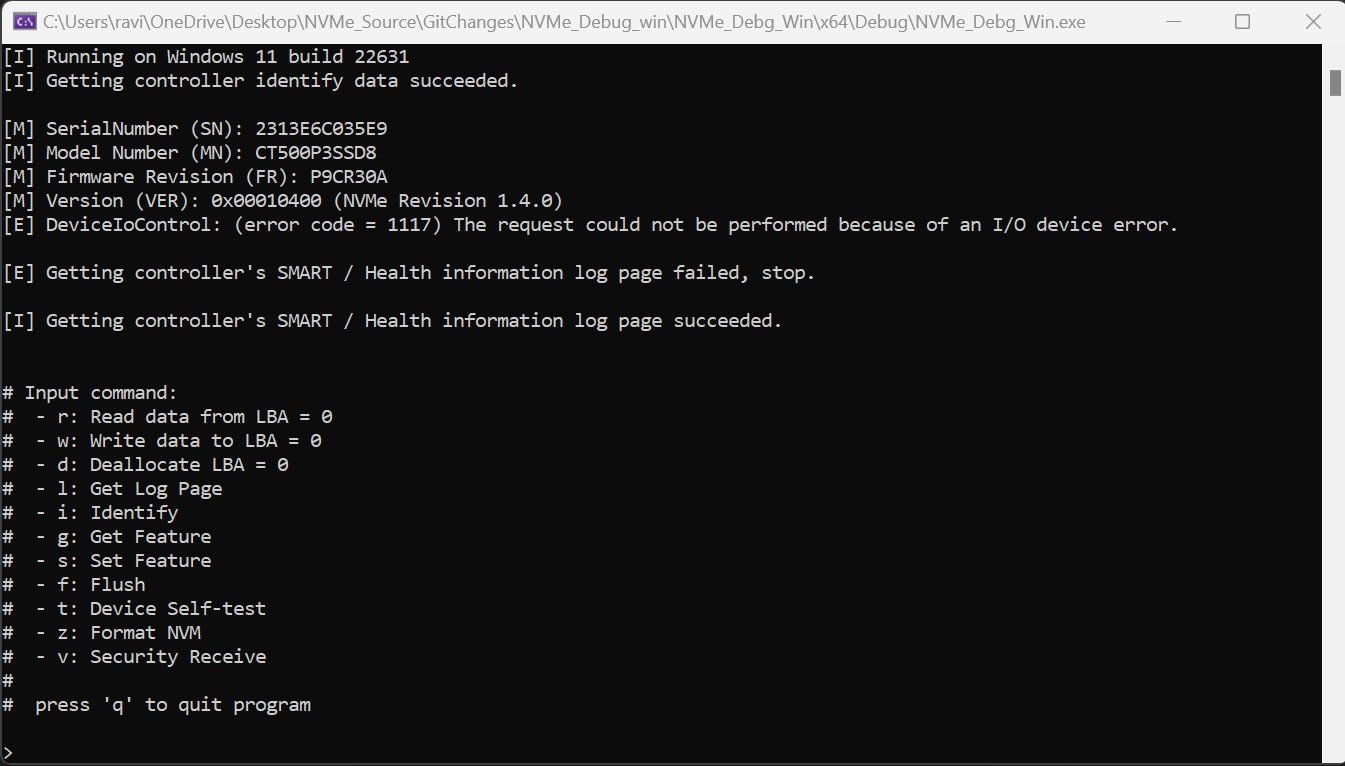 C:\Users\ravi\OneDrive\Desktop\NVMe_Source\GitChanges\NVMe_Debug_win\NVMe_Debg_Win\x64\Debug\NVMe_Debg_Win.exe
[I] Running on Windows 11 build 22631
[I] Getting controller identify data succeeded.
[M] SerialNumber (SN): 2313E6C035E9
[M] Model Number (MN): CT500P3SSD8
[M] Firmware Revision (FR): P9CR30A
[M] Version (VER): 0x00010400 (NVMe Revision 1.4.0)
[E] DeviceIoControl: (error code = 1117) The request could not be performed because of an I/O device error.
[E] Getting controller's SMART / Health information log page failed, stop.
[I] Getting controller's SMART / Health information log page succeeded.
# Input command:
#  - r: Read data from LBA = 0
#  - w: Write data to LBA = 0
#  - d: Deallocate LBA = 0
#  - l: Get Log Page
#  - i: Identify
#  - g: Get Feature
#  - s: Set Feature
#  - f: Flush
#  - t: Device Self-test
#  - z: Format NVM
#  - v: Security Receive
#
#  press 'q' to quit program
>